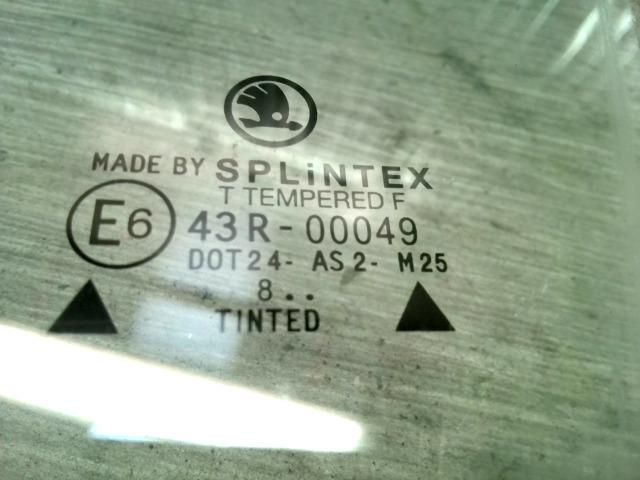 MADE BY SPLiNTEX
T TEMPERED F
E6 43R-00049
DOT24- AS2- M25
8..
TINTED